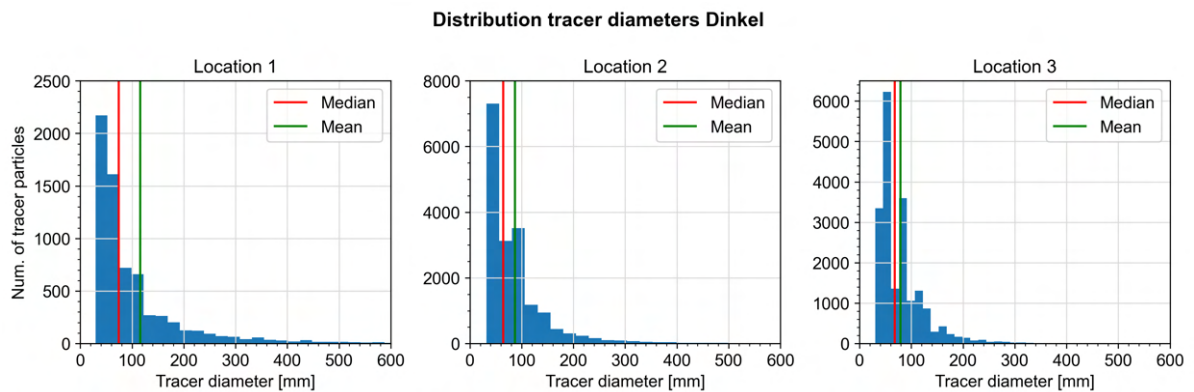 Distribution tracer diameters Dinkel
Location 1
Num. of tracer particles
2500
2000
1500
1000
500
0
Median
Mean
0 100 200 300 400 500 600
Tracer diameter [mm]
Location 2
8000
6000
4000
2000
0
Median
Mean
0 100 200 300 400 500 600
Tracer diameter [mm]
Location 3
6000
5000
4000
3000
2000
1000
0
Median
Mean
0 100 200 300 400 500 600
Tracer diameter [mm]